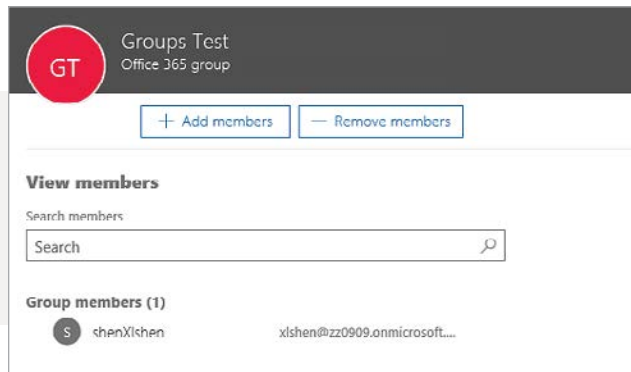 GT
Groups Test
Office 365 group
+ Add members
— Remove members
View members
Search members
Search
Group members (1)
S shenXlshen xlshen@zz0909.onmicrosoft....